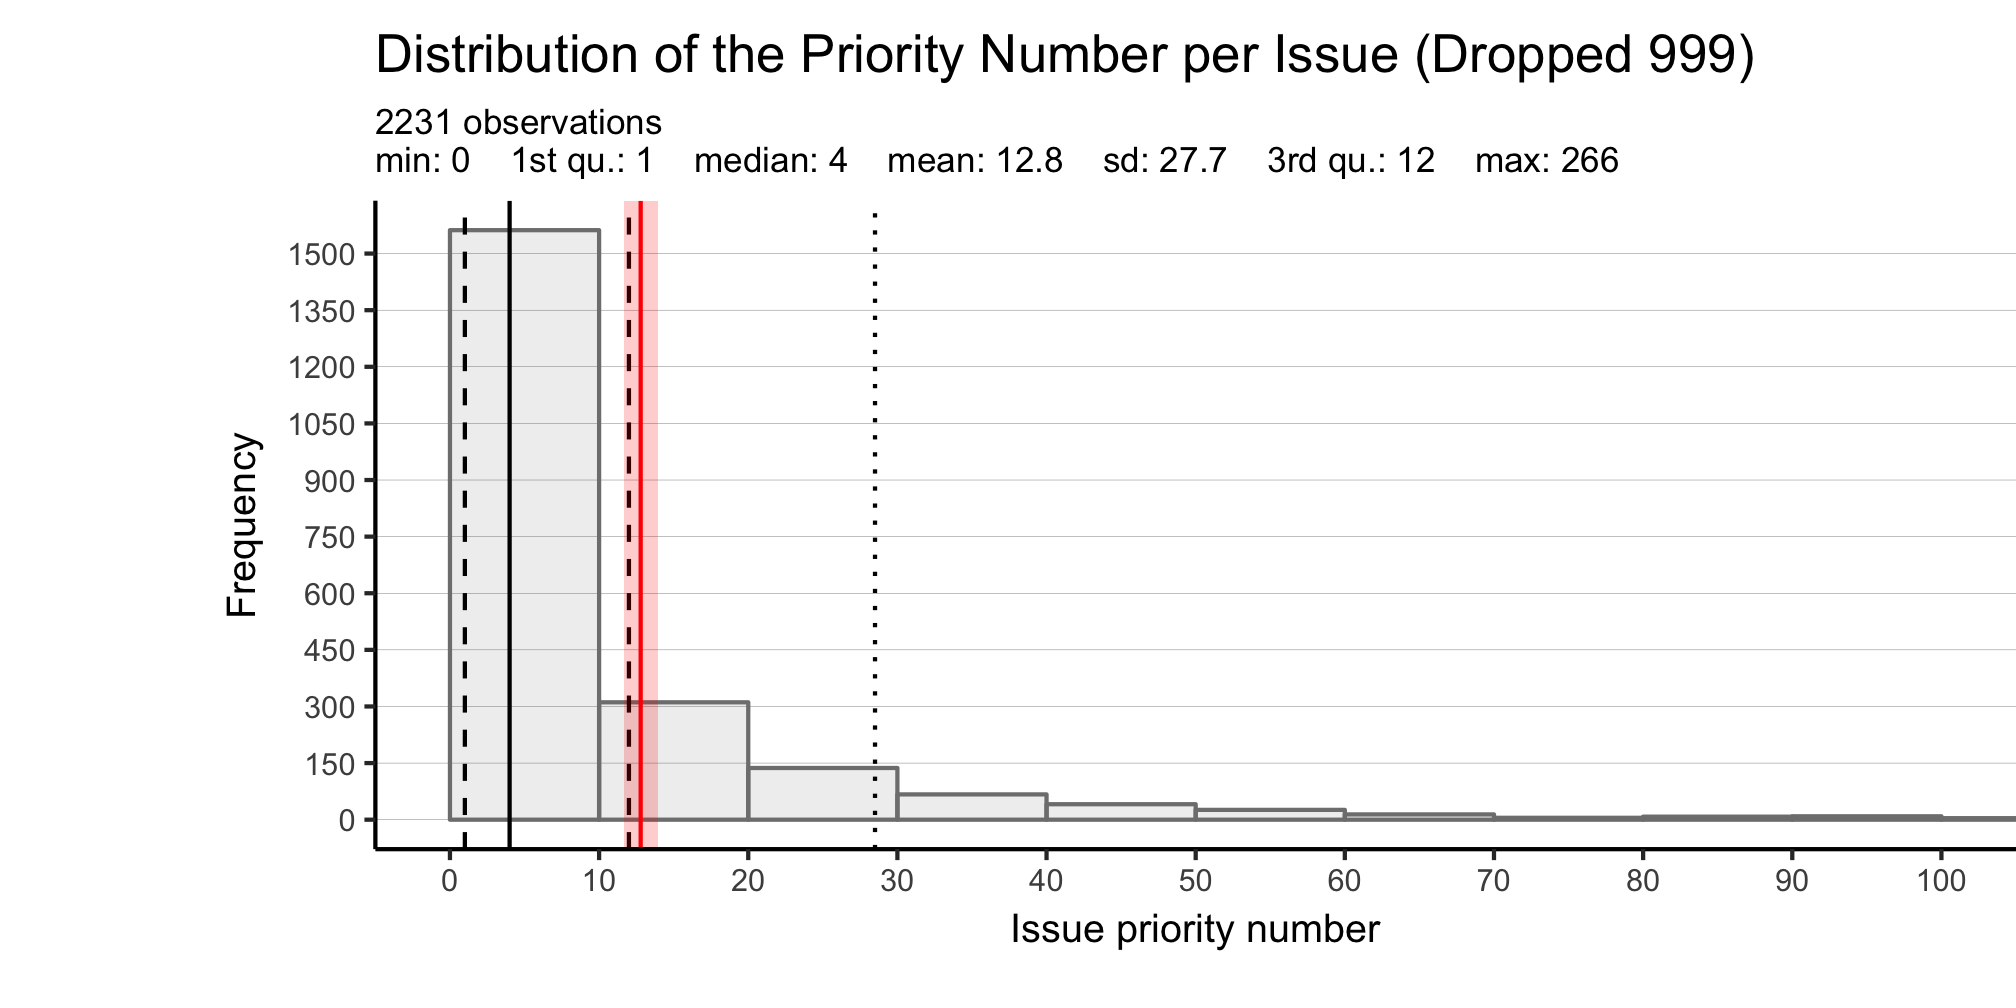 Distribution of the Priority Number per Issue (Dropped 999)
2231 observations
min: 0 1st qu.: 1 median: 4 mean: 12.8 sd: 27.7 3rd qu.: 12 max: 266
Frequency
1500
1350
1200
1050
900
750
600
450
300
150
0
0 10 20 30 40 50 60 70 80 90 100
Issue priority number